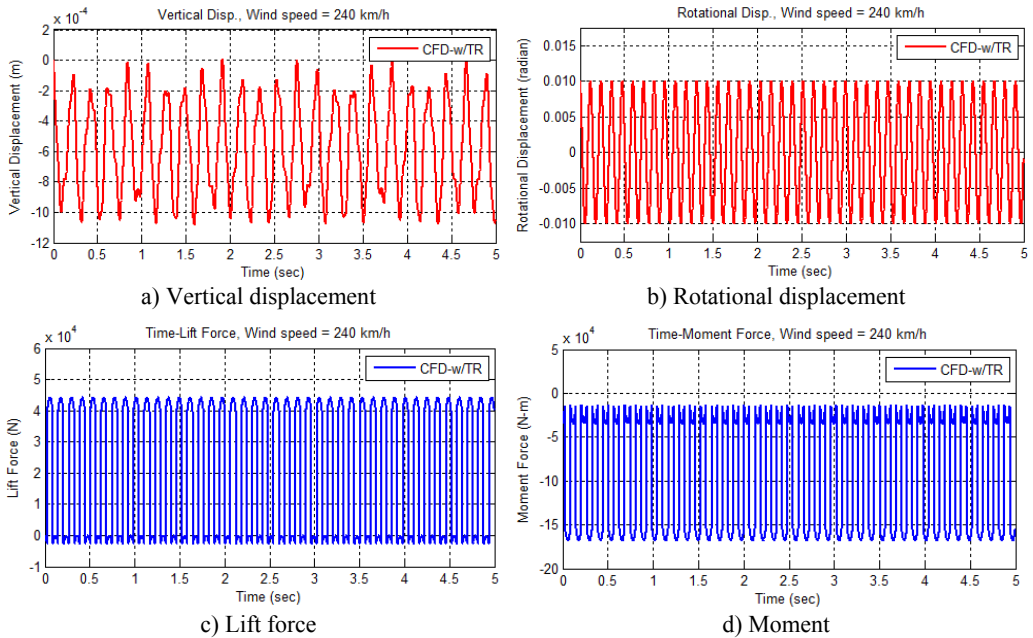 Vertical Disp., Wind speed = 240 km/h
x 10⁻⁴
CFD-w/TR
Vertical Displacement (m)
2
0
-2
-4
-6
-8
-10
-12
0 0.5 1 1.5 2 2.5 3 3.5 4 4.5 5
Time (sec)
a) Vertical displacement
Rotational Disp., Wind speed = 240 km/h
CFD-w/TR
Rotational Displacement (radian)
0.015
0.010
0.005
0
-0.005
-0.010
0 0.5 1 1.5 2 2.5 3 3.5 4 4.5 5
Time (sec)
b) Rotational displacement
Time-Lift Force, Wind speed = 240 km/h
x 10⁴
CFD-w/TR
Lift Force (N)
6
5
4
3
2
1
0
-1
0 0.5 1 1.5 2 2.5 3 3.5 4 4.5 5
Time (sec)
c) Lift force
Time-Moment Force, Wind speed = 240 km/h
x 10⁴
CFD-w/TR
Moment Force (N-m)
5
0
-5
-10
-15
-20
0 0.5 1 1.5 2 2.5 3 3.5 4 4.5 5
Time (sec)
d) Moment